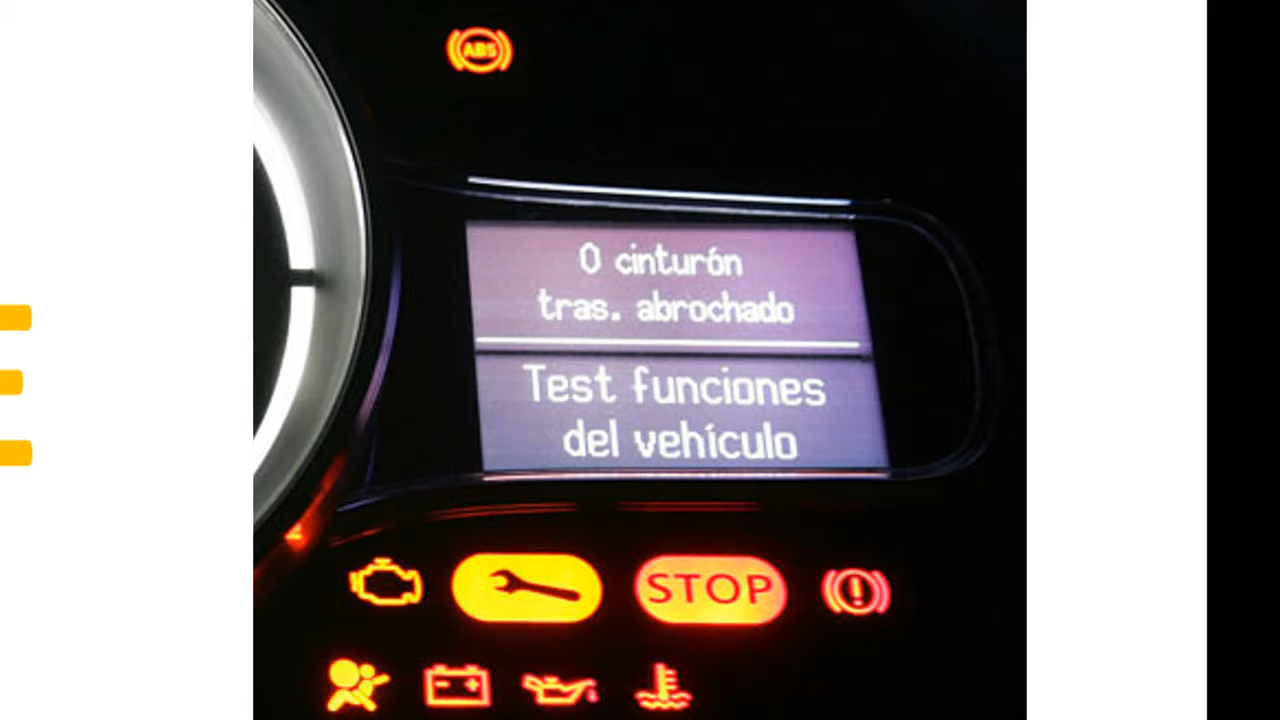 ABS
0 cinturón
tras. abrochado
Test funciones
del vehículo
STOP